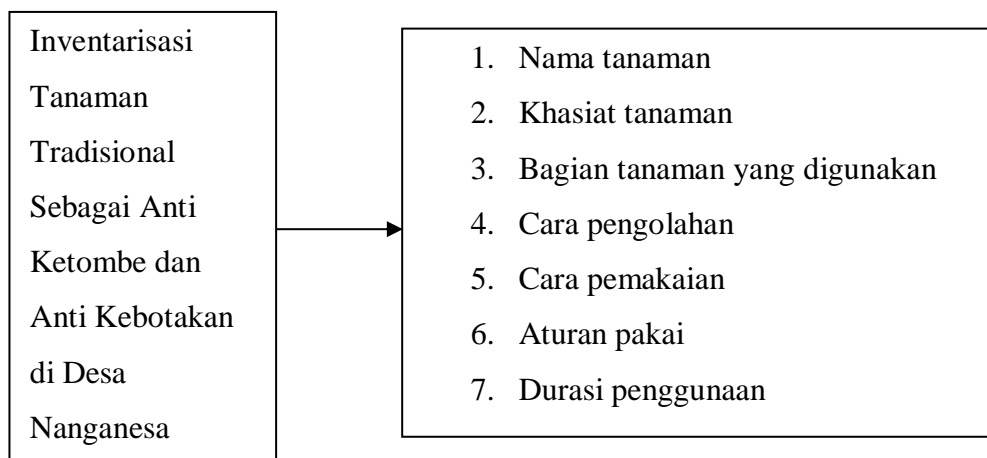 Inventarisasi
Tanaman
Tradisional
Sebagai Anti
Ketombe dan
Anti Kebotakan
di Desa
Nanganesa
1. Nama tanaman
2. Khasiat tanaman
3. Bagian tanaman yang digunakan
4. Cara pengolahan
5. Cara pemakaian
6. Aturan pakai
7. Durasi penggunaan